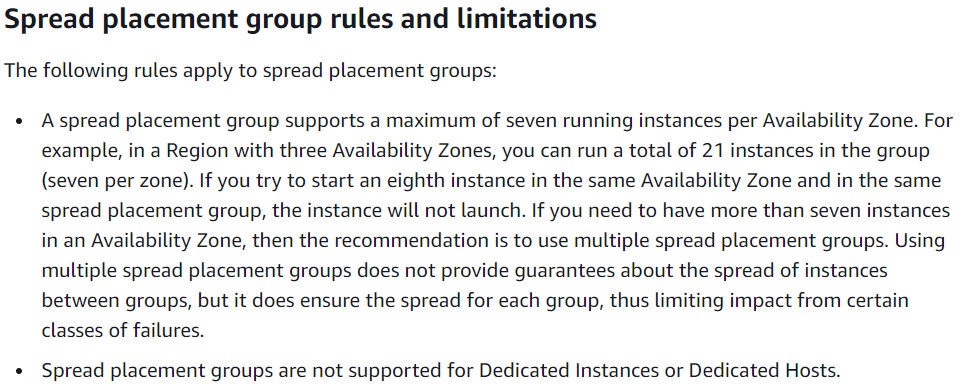 Spread placement group rules and limitations
The following rules apply to spread placement groups:
• A spread placement group supports a maximum of seven running instances per Availability Zone. For
example, in a Region with three Availability Zones, you can run a total of 21 instances in the group
(seven per zone). If you try to start an eighth instance in the same Availability Zone and in the same
spread placement group, the instance will not launch. If you need to have more than seven instances
in an Availability Zone, then the recommendation is to use multiple spread placement groups. Using
multiple spread placement groups does not provide guarantees about the spread of instances
between groups, but it does ensure the spread for each group, thus limiting impact from certain
classes of failures.
• Spread placement groups are not supported for Dedicated Instances or Dedicated Hosts.